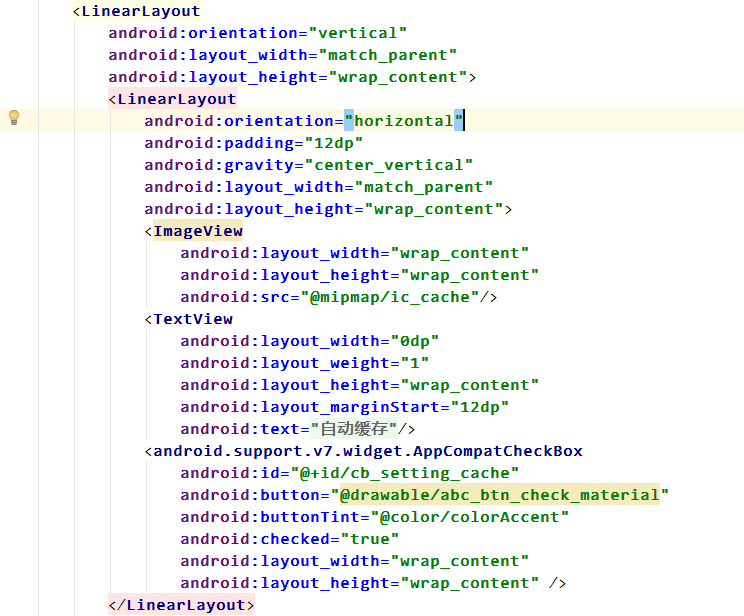 <LinearLayout
android:orientation="vertical"
android:layout_width="match_parent"
android:layout_height="wrap_content">
<LinearLayout
android:orientation="horizontal"
android:padding="12dp"
android:gravity="center_vertical"
android:layout_width="match_parent"
android:layout_height="wrap_content">
<ImageView
android:layout_width="wrap_content"
android:layout_height="wrap_content"
android:src="@mipmap/ic_cache"/>
<TextView
android:layout_width="0dp"
android:layout_weight="1"
android:layout_height="wrap_content"
android:layout_marginStart="12dp"
android:text="自动缓存"/>
<android.support.v7.widget.AppCompatCheckBox
android:id="@+id/cb_setting_cache"
android:button="@drawable/abc_btn_check_material"
android:buttonTint="@color/colorAccent"
android:checked="true"
android:layout_width="wrap_content"
android:layout_height="wrap_content" />
</LinearLayout>